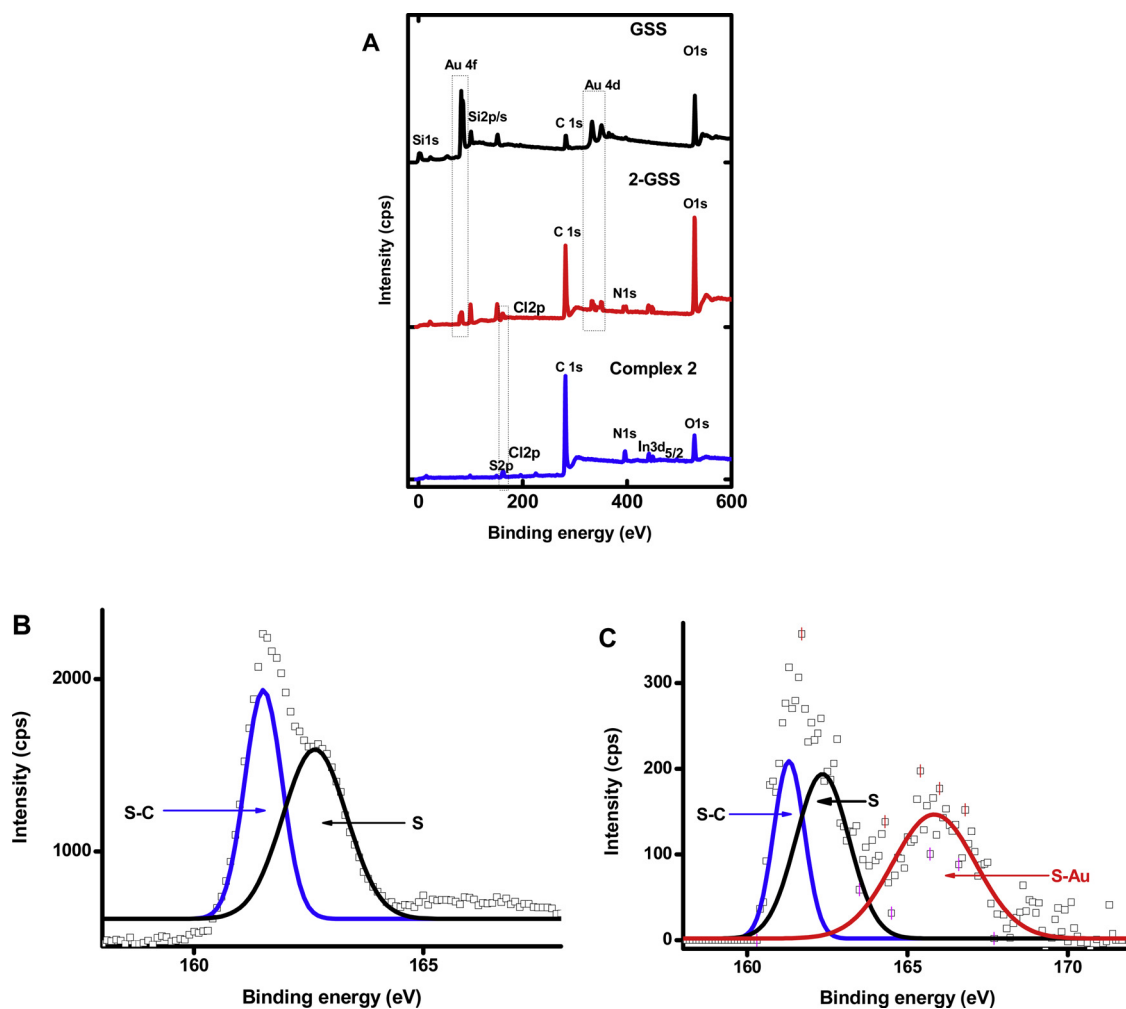 A
GSS
Au 4f
Au 4d
O1s
Si2p/s
Si1s
C 1s
2-GSS
O1s
C 1s
Cl2p
N1s
Complex 2
C 1s
N1s
O1s
In3d5/2
Cl2p
S2p
Intensity (cps)
0
200
400
600
Binding energy (eV)
B
2000
1000
Intensity (cps)
S-C
S
160
165
Binding energy (eV)
C
300
200
100
0
Intensity (cps)
S-C
S
S-Au
160
165
170
Binding energy (eV)